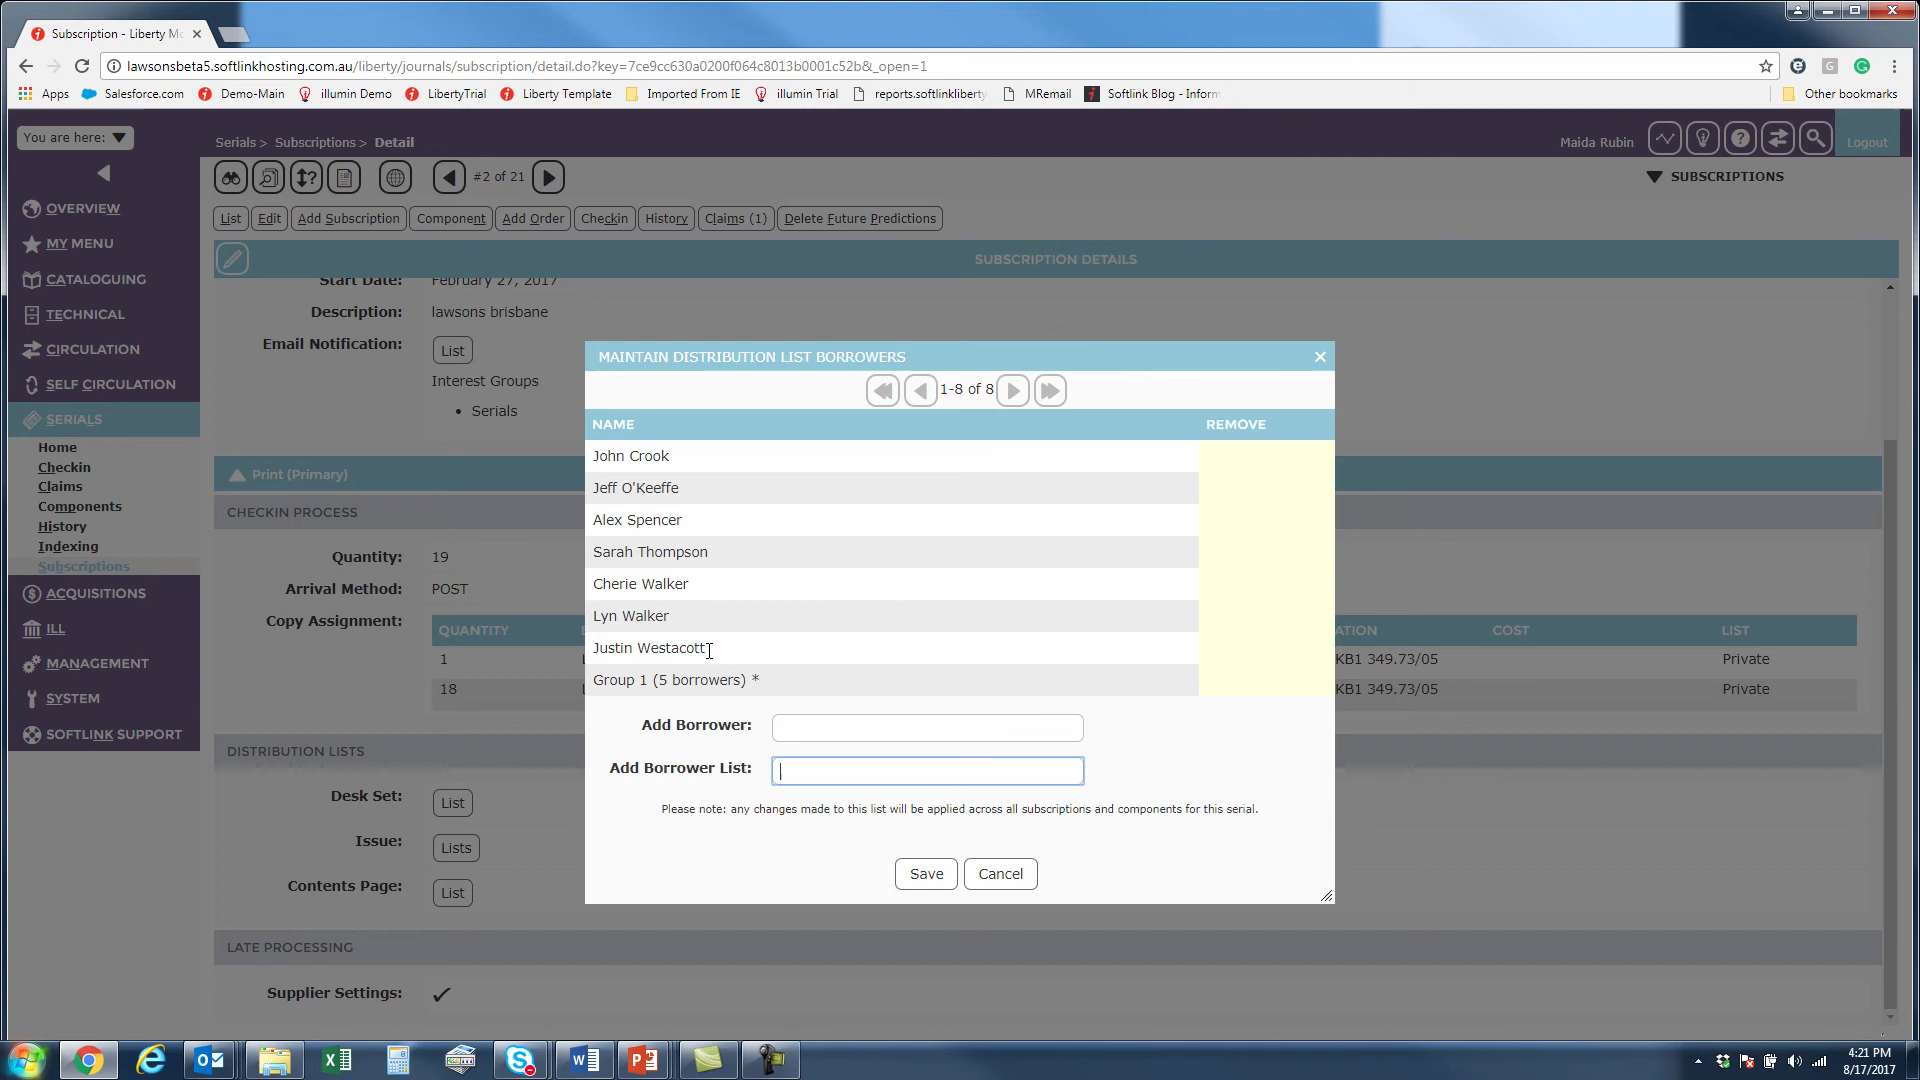 Subscription - Liberty M
lawsonsbeta5.softlinkhosting.com.au/liberty/journals/subscription/detail.do?key=7ce9cc630a0200f064c8013b0001c52b&_open=1
Apps Salesforce.com Demo-Main illumin Demo LibertyTrial Liberty Template Imported From IE illumin Trial reports.softlinkliberty MRemail Softlink Blog - Inform Other bookmarks
You are here:
Serials > Subscriptions > Detail
Maida Rubin
Logout
#2 of 21
SUBSCRIPTIONS
List Edit Add Subscription Component Add Order Checkin History Claims (1) Delete Future Predictions
OVERVIEW
MY MENU
CATALOGUING
TECHNICAL
CIRCULATION
SELF CIRCULATION
SERIALS
Home
Checkin
Claims
Components
History
Indexing
Subscriptions
ACQUISITIONS
ILL
MANAGEMENT
SYSTEM
SOFTLINK SUPPORT
SUBSCRIPTION DETAILS
Start Date: February 27, 2017
Description: lawsons brisbane
Email Notification: List
Interest Groups
• Serials
Print (Primary)
CHECKIN PROCESS
Quantity: 19
Arrival Method: POST
Copy Assignment:
QUANTITY ATION COST LIST
1 KB1 349.73/05 Private
18 KB1 349.73/05 Private
DISTRIBUTION LISTS
Desk Set: List
Issue: Lists
Contents Page: List
LATE PROCESSING
Supplier Settings: ✓
MAINTAIN DISTRIBUTION LIST BORROWERS
1-8 of 8
NAME REMOVE
John Crook
Jeff O'Keeffe
Alex Spencer
Sarah Thompson
Cherie Walker
Lyn Walker
Justin Westacott
Group 1 (5 borrowers) *
Add Borrower:
Add Borrower List:
Please note: any changes made to this list will be applied across all subscriptions and components for this serial.
Save Cancel
4:21 PM
8/17/2017